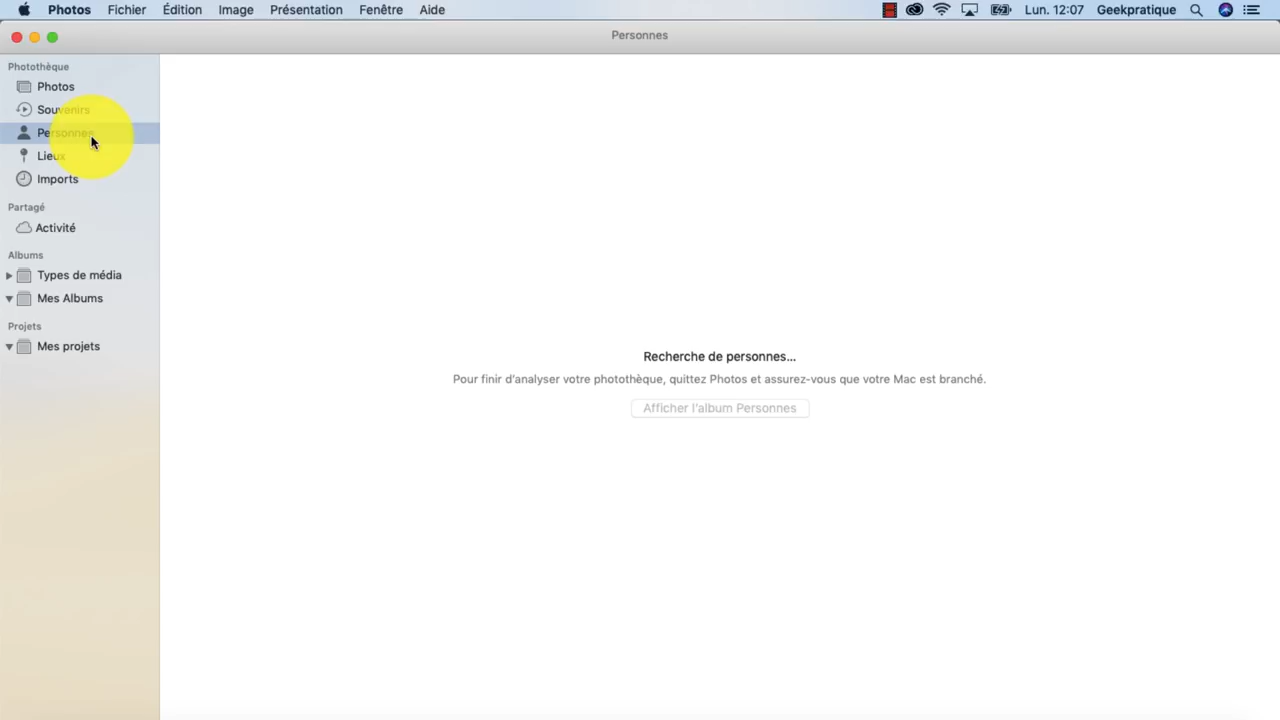 Photos Fichier Édition Image Présentation Fenêtre Aide Lun. 12:07 Geekpratique
Personnes
Photothèque
Photos
Souvenirs
Personnes
Lieux
Imports
Partagé
Activité
Albums
Types de média
Mes Albums
Projets
Mes projets
Recherche de personnes...
Pour finir d'analyser votre photothèque, quittez Photos et assurez-vous que votre Mac est branché.
Afficher l'album Personnes